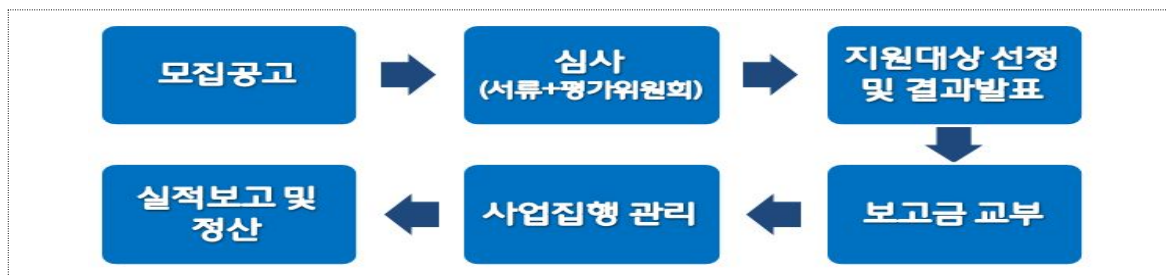 모집공고
심사
(서류+평가위원회)
지원대상 선정
및 결과발표
보고금 교부
사업집행 관리
실적보고 및
정산